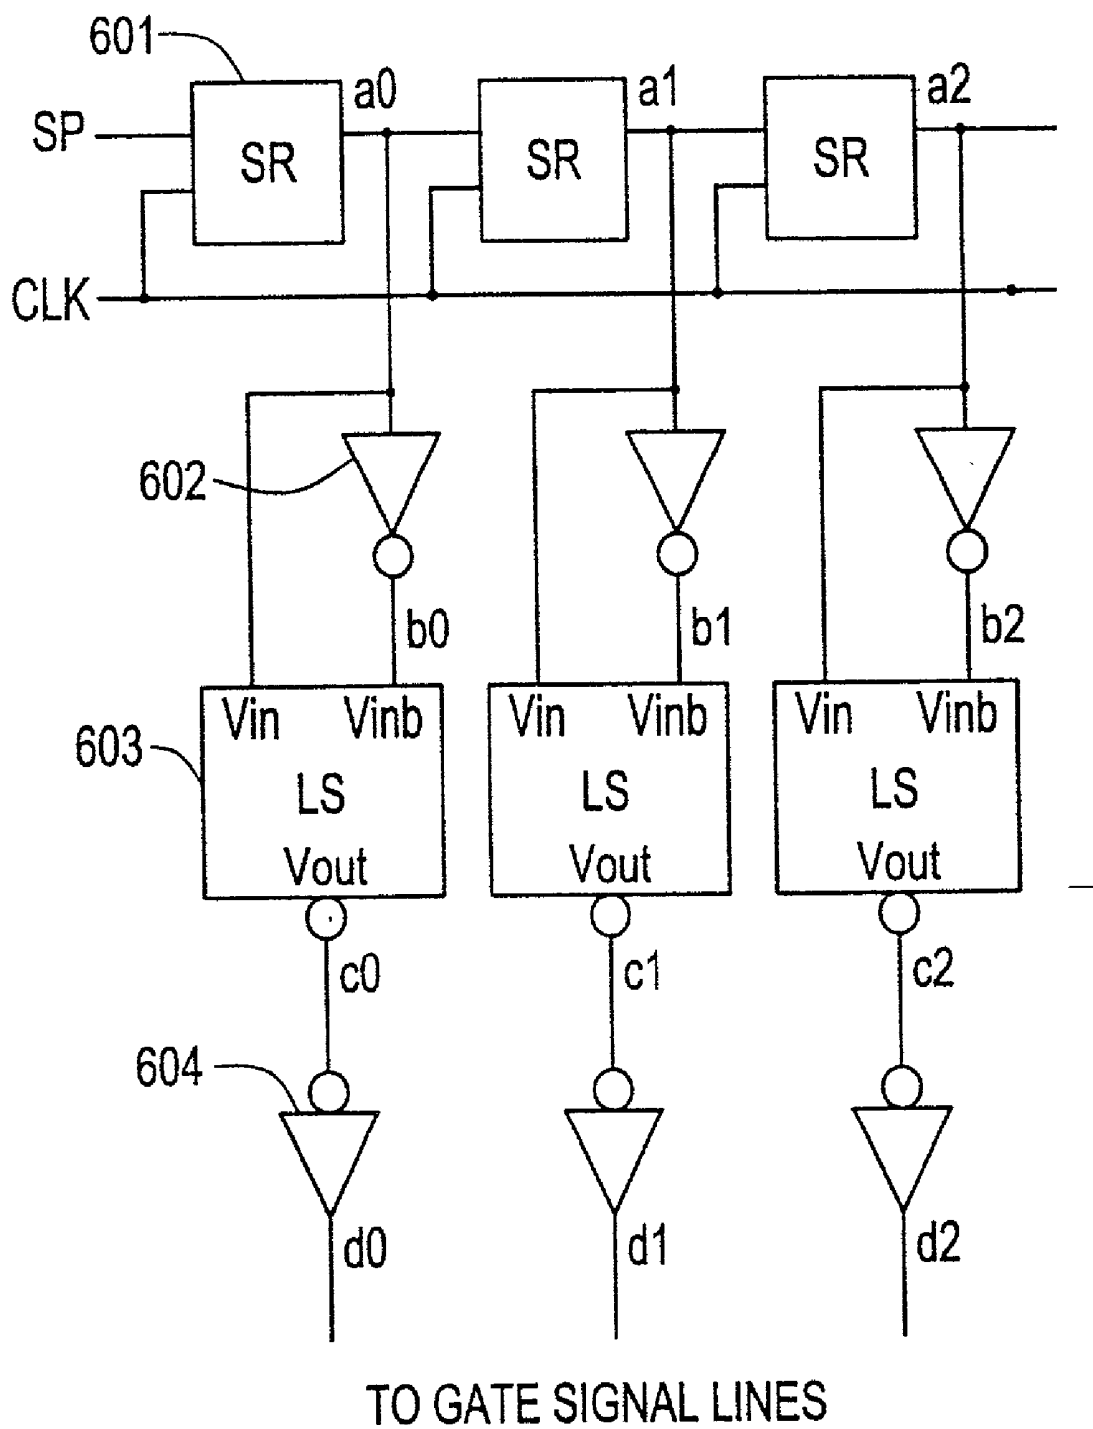 601
a0 a1 a2
SP SR SR SR
CLK
602
b0 b1 b2
Vin Vinb Vin Vinb Vin Vinb
603
LS LS LS
Vout Vout Vout
c0 c1 c2
604
d0 d1 d2
TO GATE SIGNAL LINES